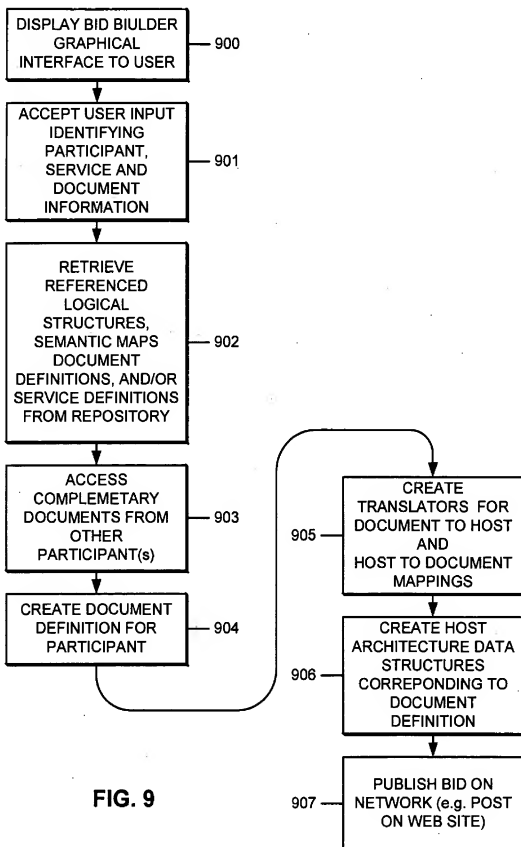 DISPLAY BID BIULDER
GRAPHICAL
INTERFACE TO USER
900
ACCEPT USER INPUT
IDENTIFYING
PARTICIPANT,
SERVICE AND
DOCUMENT
INFORMATION
901
RETRIEVE
REFERENCED
LOGICAL
STRUCTURES,
SEMANTIC MAPS
DOCUMENT
DEFINITIONS, AND/OR
SERVICE DEFINITIONS
FROM REPOSITORY
902
ACCESS
COMPLEMETARY
DOCUMENTS FROM
OTHER
PARTICIPANT(s)
903
CREATE DOCUMENT
DEFINITION FOR
PARTICIPANT
904
CREATE
TRANSLATORS FOR
DOCUMENT TO HOST
AND
HOST TO DOCUMENT
MAPPINGS
905
CREATE HOST
ARCHITECTURE DATA
STRUCTURES
CORREPONDING TO
DOCUMENT
DEFINITION
906
PUBLISH BID ON
NETWORK (e.g. POST
ON WEB SITE)
907
FIG. 9